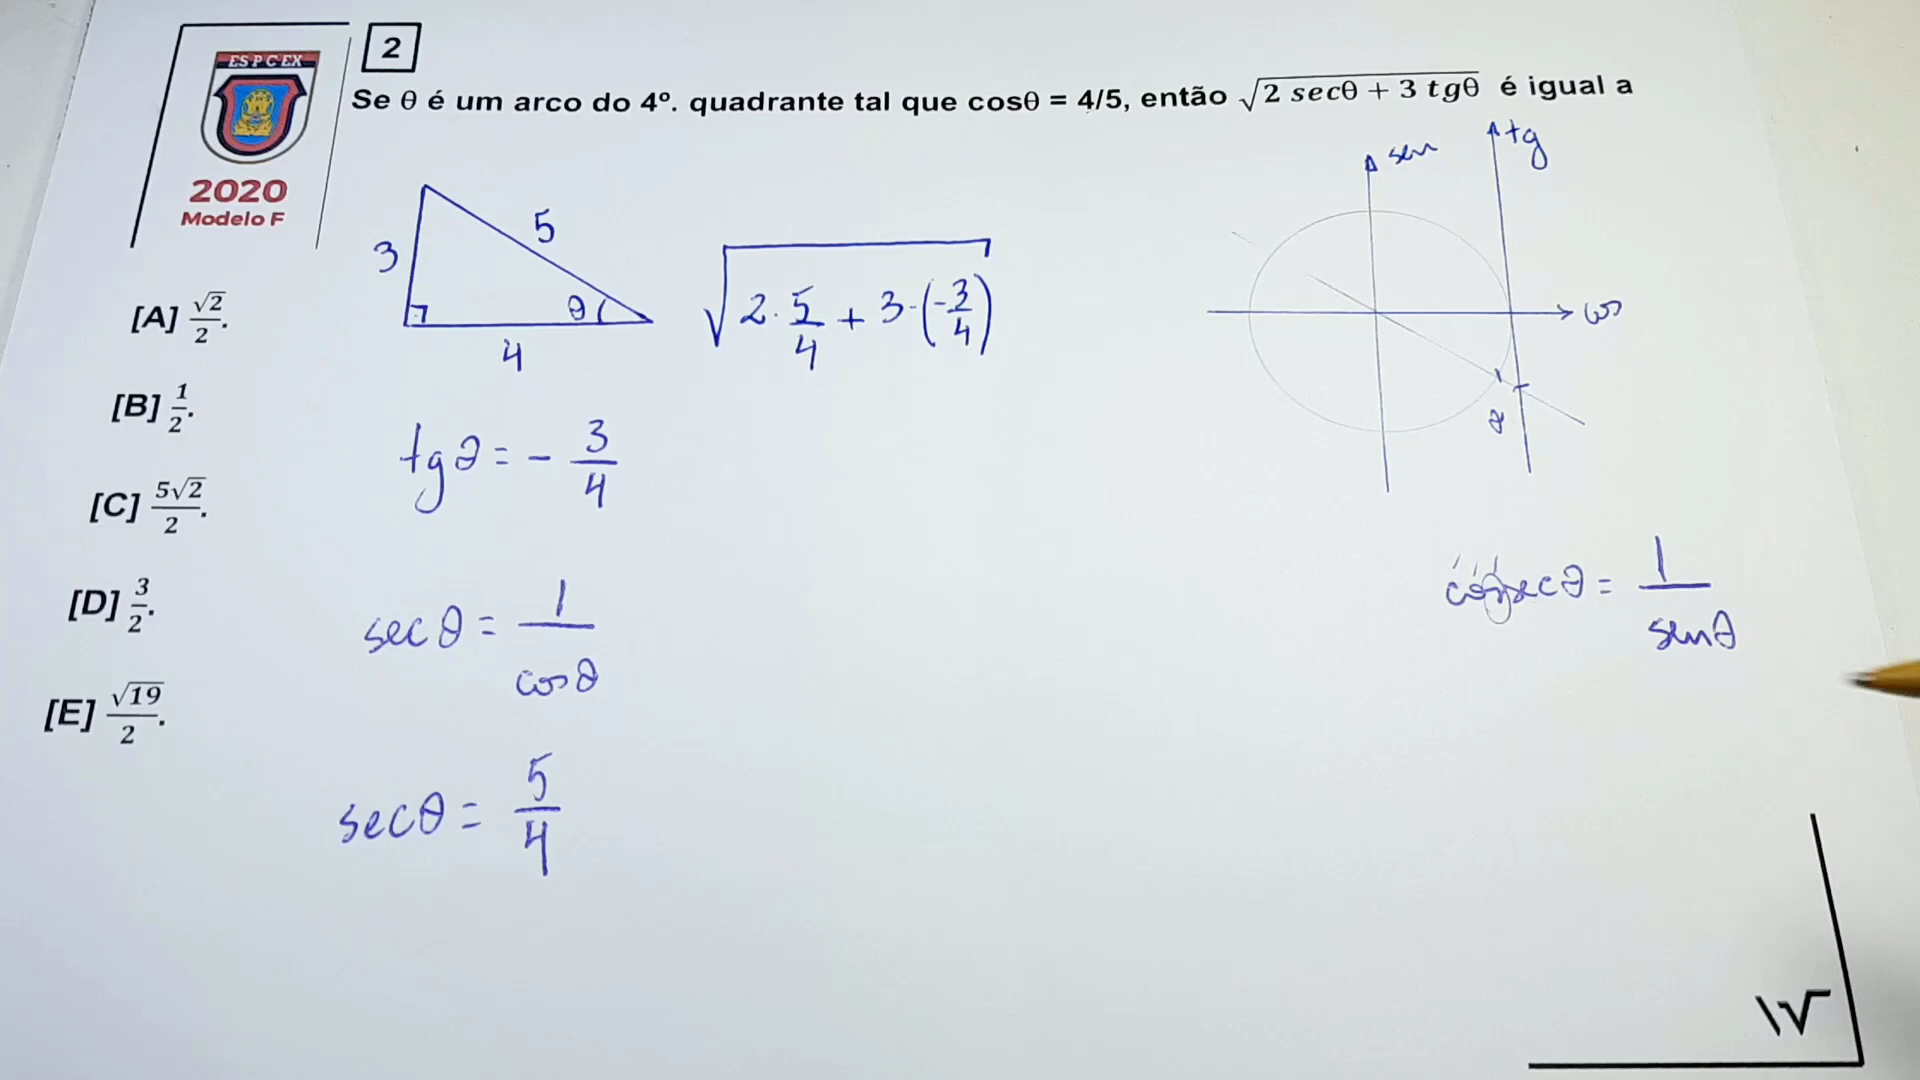 ESPCEX
2020
Modelo F
2
Se θ é um arco do 4º. quadrante tal que cosθ = 4/5, então √(2 secθ + 3 tgθ) é igual a
[A] √2/2.
[B] 1/2.
[C] 5√2/2.
[D] 3/2.
[E] √19/2.
3
5
θ
4
√(2·5/4 + 3·(-3/4))
tgθ = - 3/4
secθ = 1/cosθ
secθ = 5/4
sen
tg
cos
cossecθ = 1/senθ